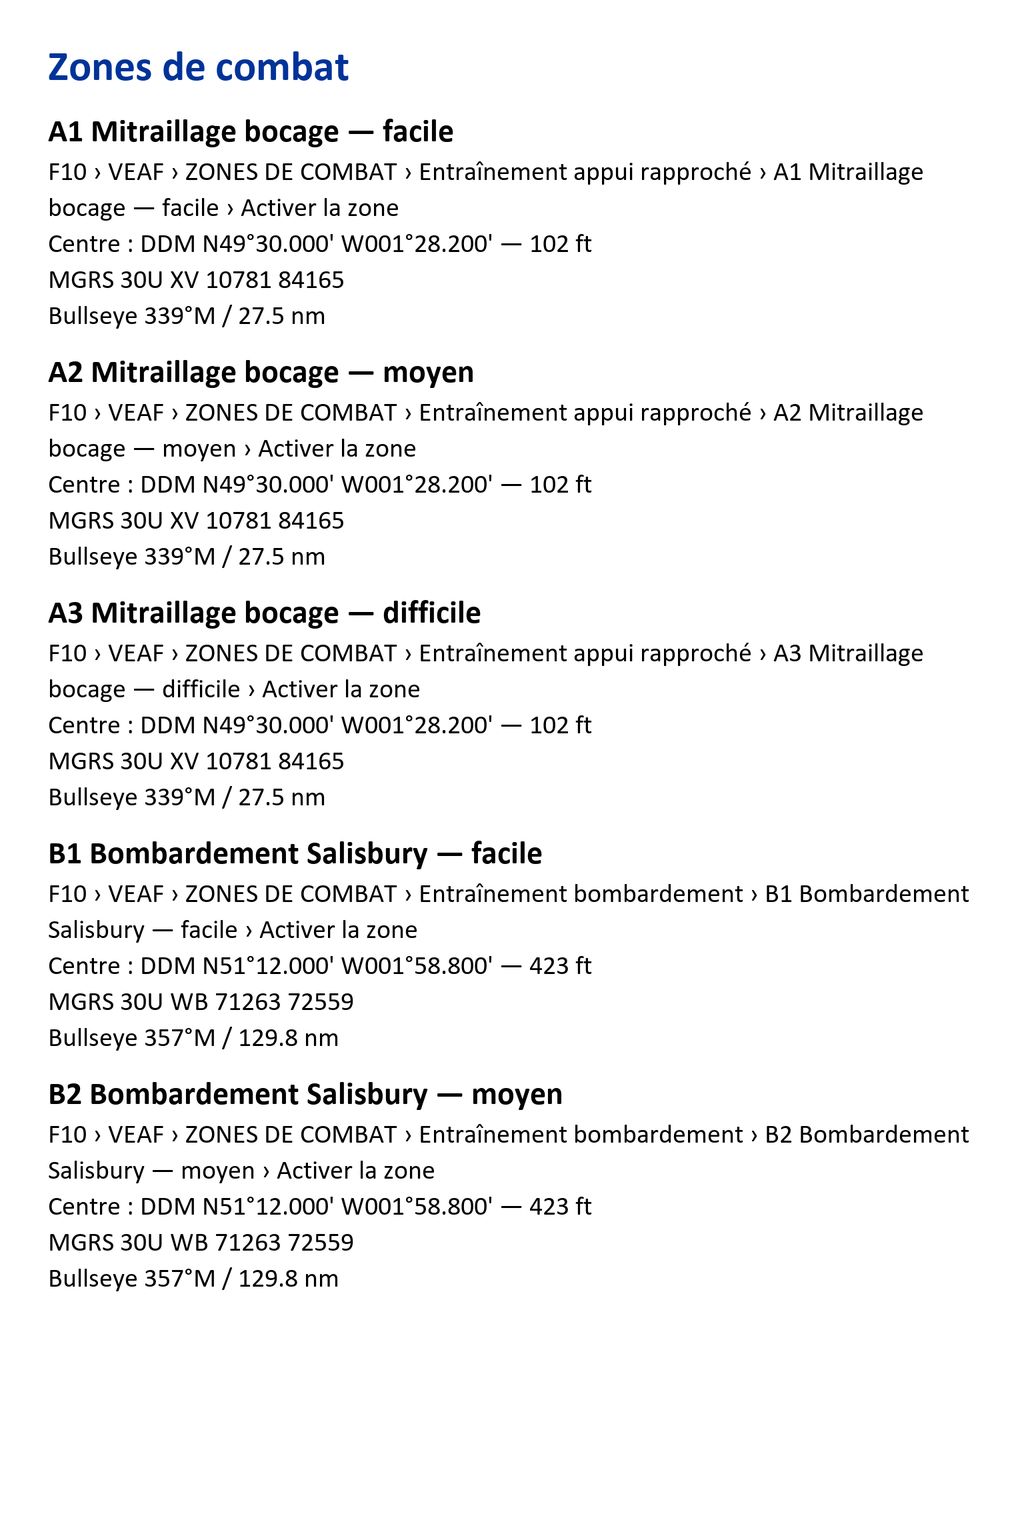 Zones de combat
A1 Mitraillage bocage — facile
F10 › VEAF › ZONES DE COMBAT › Entraînement appui rapproché › A1 Mitraillage
bocage — facile › Activer la zone
Centre : DDM N49°30.000' W001°28.200' — 102 ft
MGRS 30U XV 10781 84165
Bullseye 339°M / 27.5 nm
A2 Mitraillage bocage — moyen
F10 › VEAF › ZONES DE COMBAT › Entraînement appui rapproché › A2 Mitraillage
bocage — moyen › Activer la zone
Centre : DDM N49°30.000' W001°28.200' — 102 ft
MGRS 30U XV 10781 84165
Bullseye 339°M / 27.5 nm
A3 Mitraillage bocage — difficile
F10 › VEAF › ZONES DE COMBAT › Entraînement appui rapproché › A3 Mitraillage
bocage — difficile › Activer la zone
Centre : DDM N49°30.000' W001°28.200' — 102 ft
MGRS 30U XV 10781 84165
Bullseye 339°M / 27.5 nm
B1 Bombardement Salisbury — facile
F10 › VEAF › ZONES DE COMBAT › Entraînement bombardement › B1 Bombardement
Salisbury — facile › Activer la zone
Centre : DDM N51°12.000' W001°58.800' — 423 ft
MGRS 30U WB 71263 72559
Bullseye 357°M / 129.8 nm
B2 Bombardement Salisbury — moyen
F10 › VEAF › ZONES DE COMBAT › Entraînement bombardement › B2 Bombardement
Salisbury — moyen › Activer la zone
Centre : DDM N51°12.000' W001°58.800' — 423 ft
MGRS 30U WB 71263 72559
Bullseye 357°M / 129.8 nm